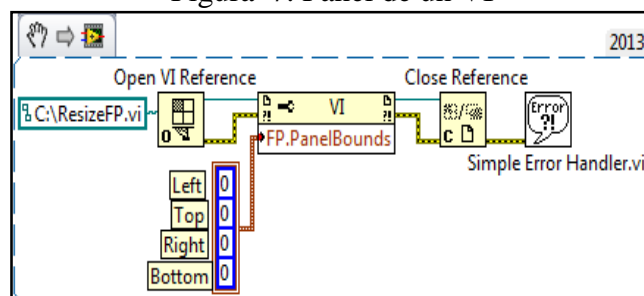 Figura 4. Panel de un VI
2013
Open VI Reference
Close Reference
C:\ResizeFP.vi
VI
FP.PanelBounds
Error
?!
C
Simple Error Handler.vi
Left 0
Top 0
Right 0
Bottom 0